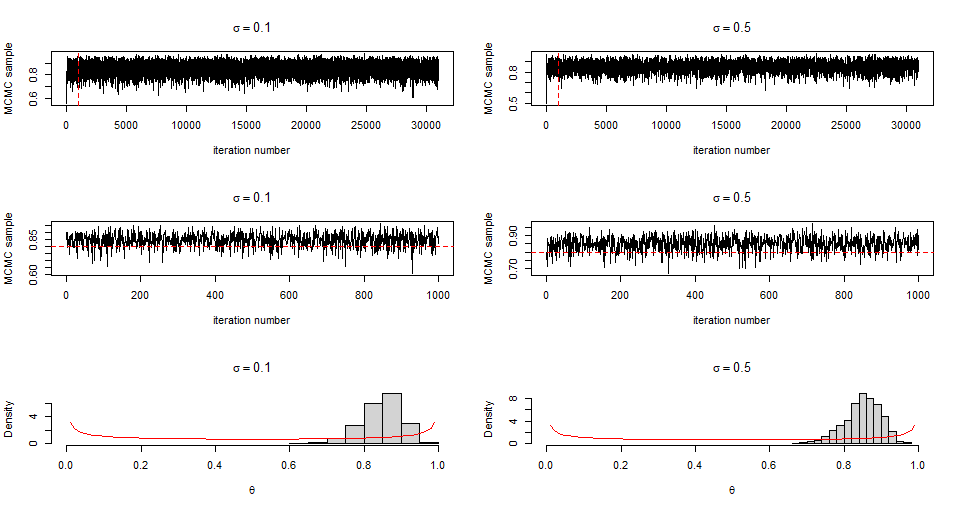 σ = 0.1
MCMC sample
0.6 0.8
0 5000 10000 15000 20000 25000 30000
iteration number
σ = 0.5
MCMC sample
0.5 0.8
0 5000 10000 15000 20000 25000 30000
iteration number
σ = 0.1
MCMC sample
0.60 0.85
0 200 400 600 800 1000
iteration number
σ = 0.5
MCMC sample
0.70 0.90
0 200 400 600 800 1000
iteration number
σ = 0.1
Density
0 4
0.0 0.2 0.4 0.6 0.8 1.0
θ
σ = 0.5
Density
0 4 8
0.0 0.2 0.4 0.6 0.8 1.0
θ